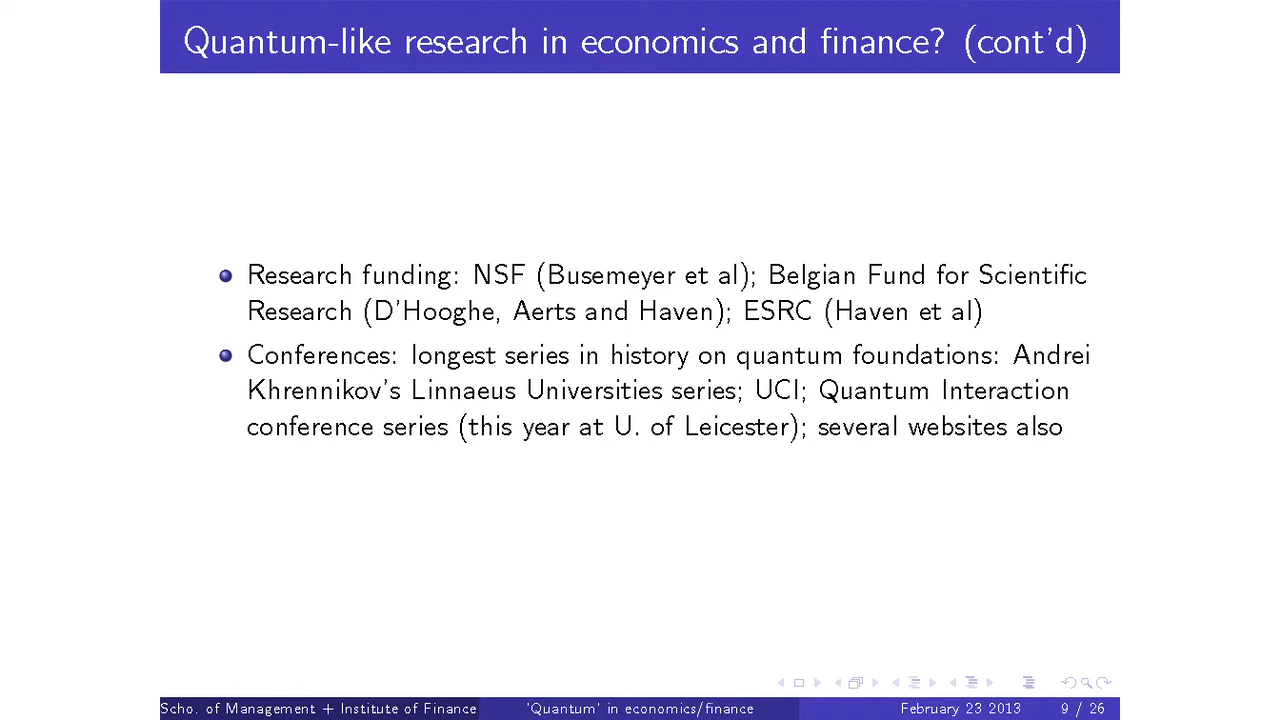 Quantum-like research in economics and finance? (cont'd)
Research funding: NSF (Busemeyer et al); Belgian Fund for Scientific
Research (D'Hooghe, Aerts and Haven); ESRC (Haven et al)
Conferences: longest series in history on quantum foundations: Andrei
Khrennikov's Linnaeus Universities series; UCI; Quantum Interaction
conference series (this year at U. of Leicester); several websites also
Scho. of Management + Institute of Finance 'Quantum' in economics/finance February 23 2013 9 / 26